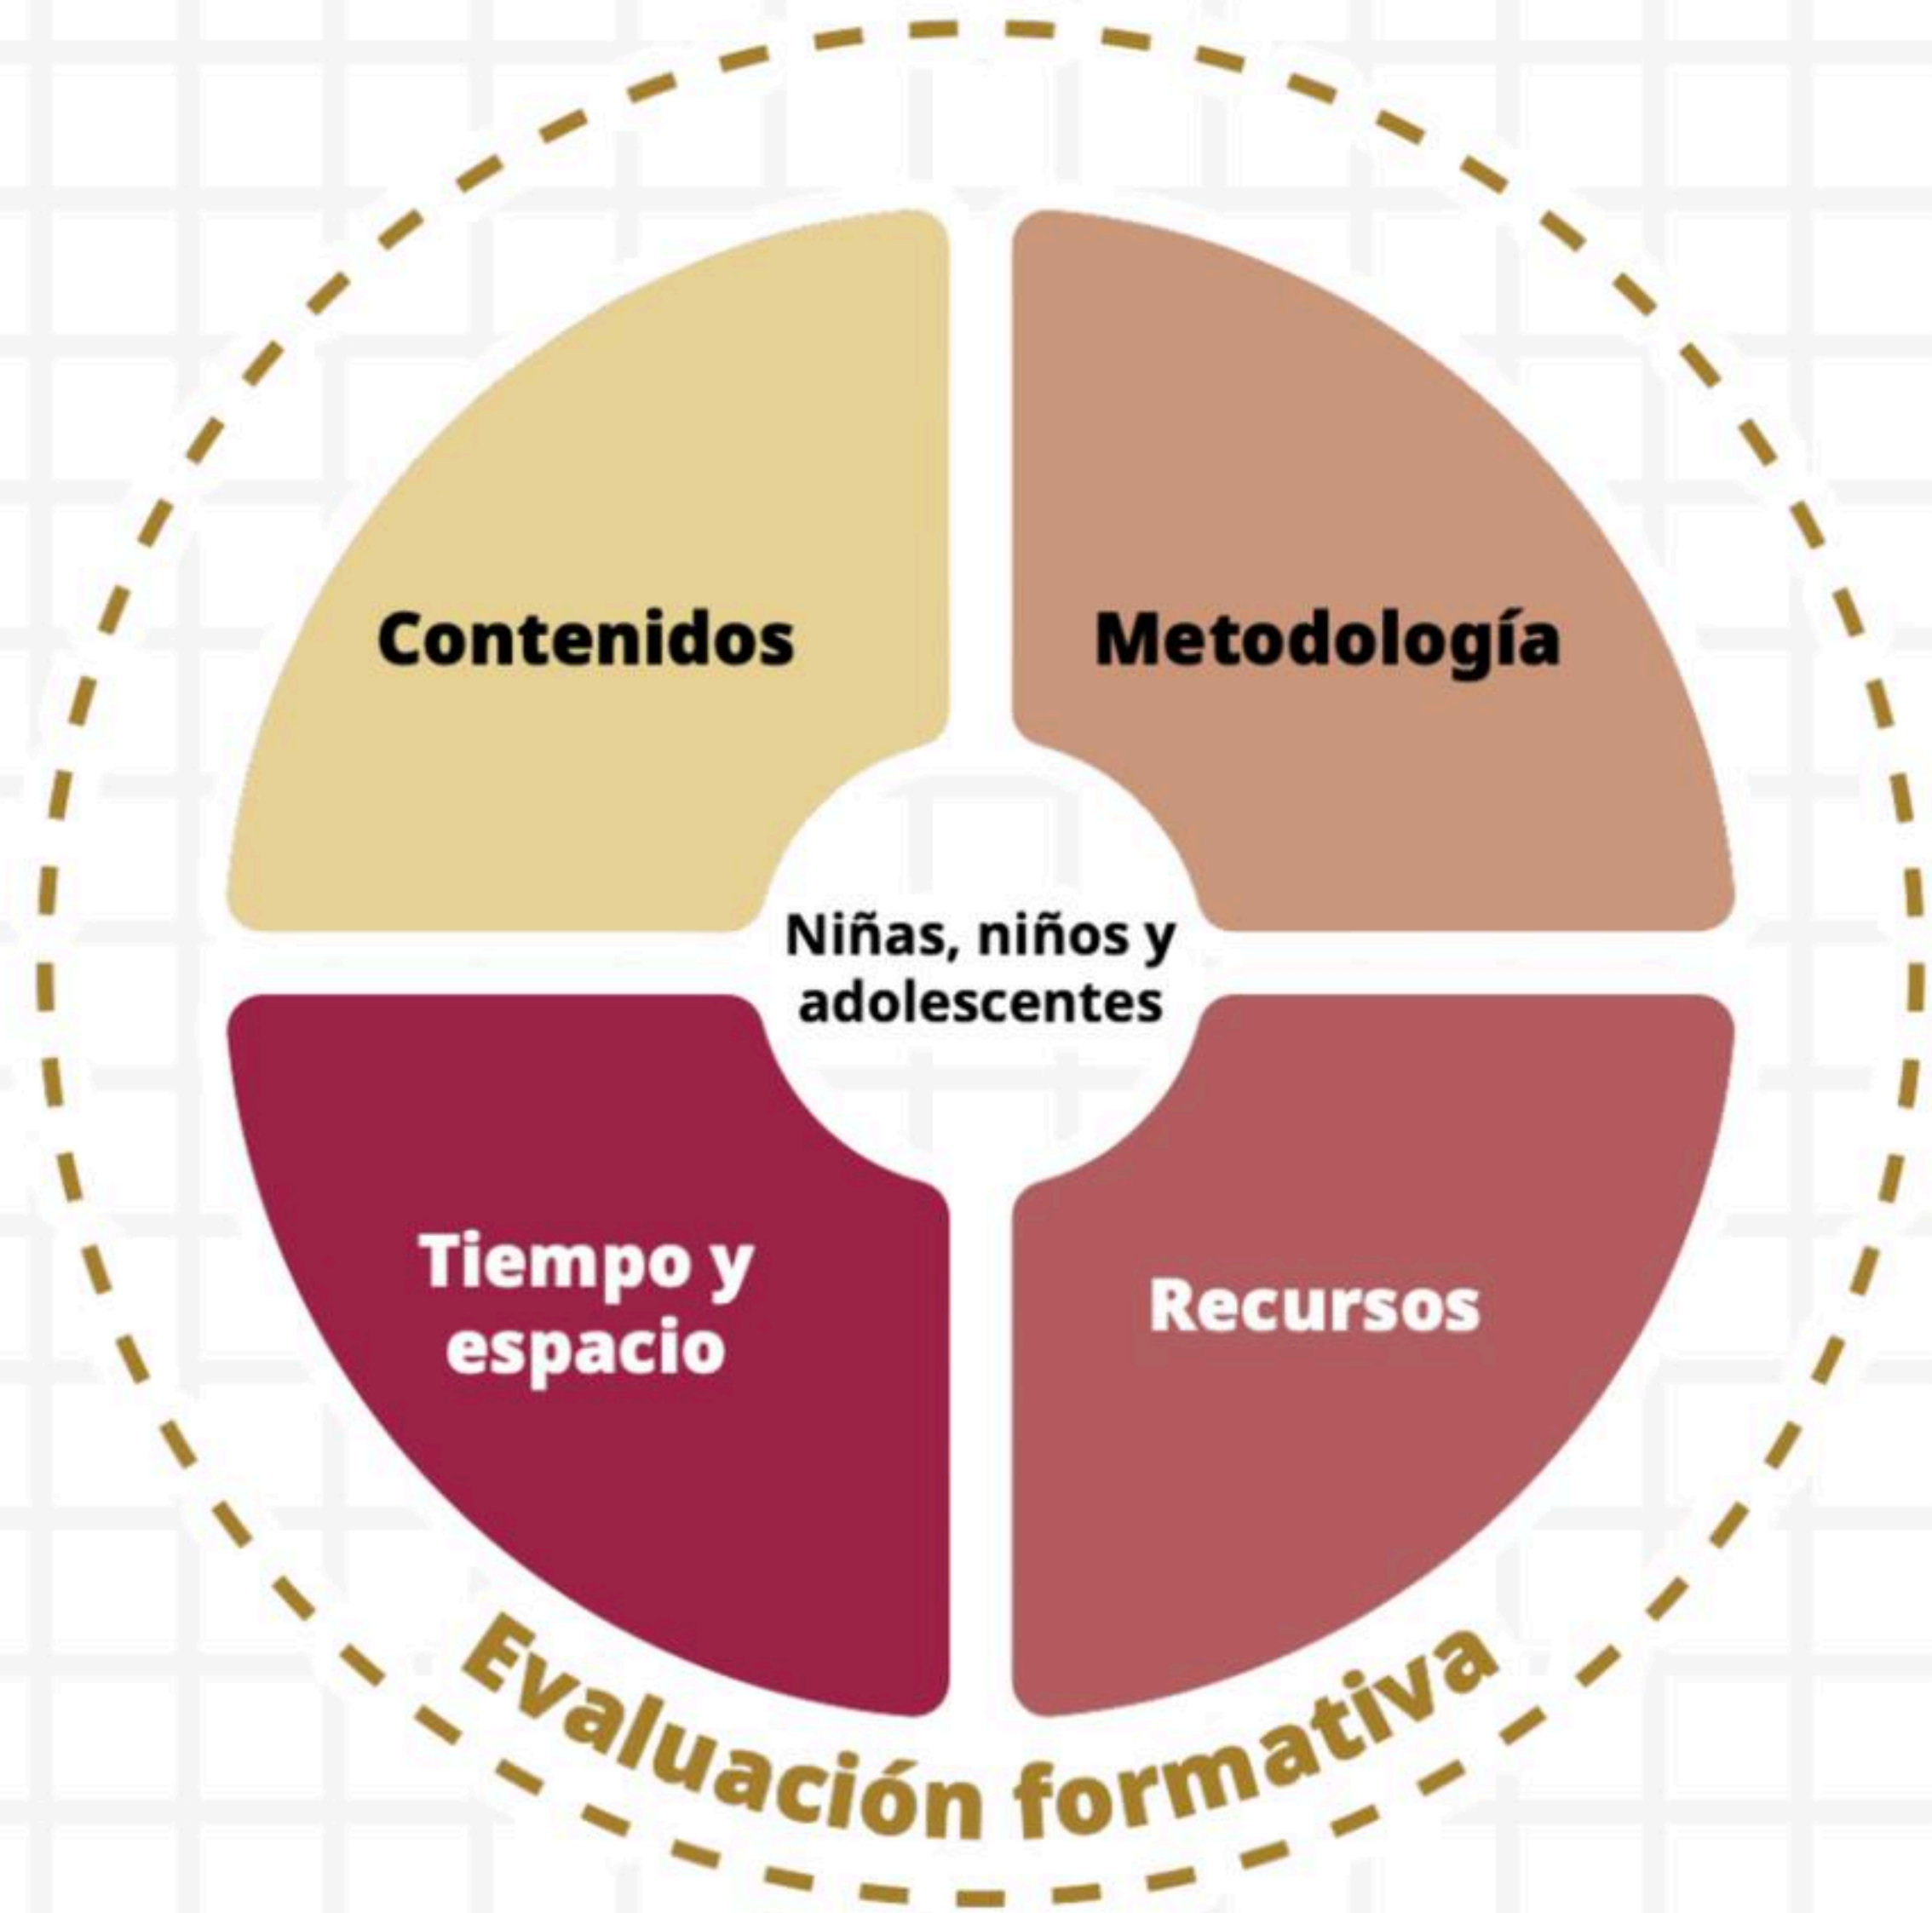 Contenidos
Metodología
Niñas, niños y
adolescentes
Tiempo y
espacio
Recursos
Evaluación formativa